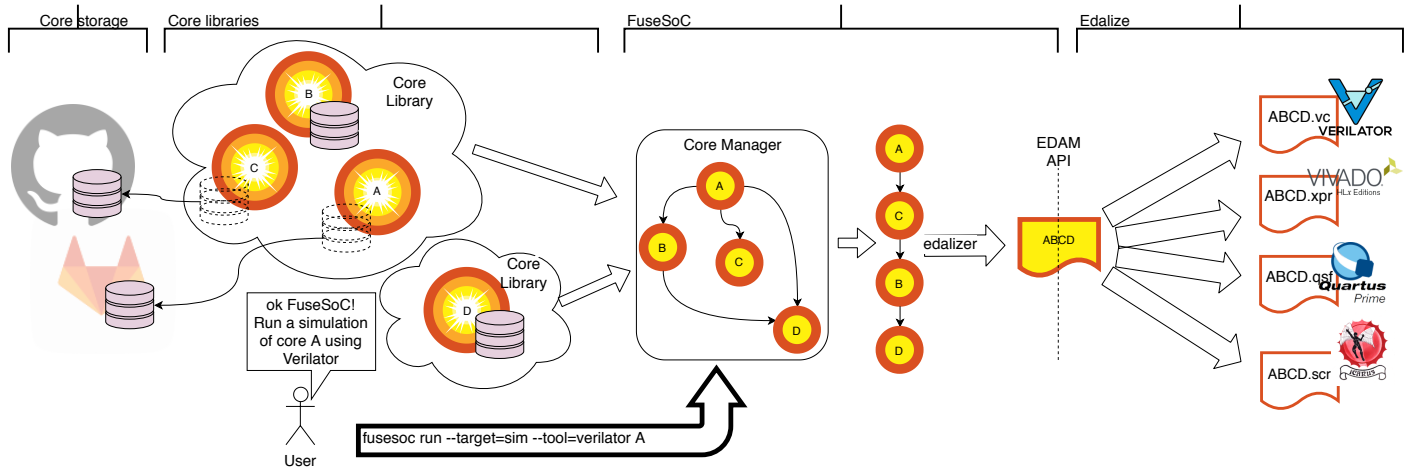 Core storage
Core libraries
FuseSoC
Edalize
B
Core
Library
C
A
D
Core
Library
ok FuseSoC!
Run a simulation
of core A using
Verilator
User
fusesoc run --target=sim --tool=verilator A
Core Manager
A
B
C
D
A
C
B
D
edalizer
EDAM
API
ABCD
ABCD.vc
VERILATOR
ABCD.xpr
VIVADO
HLx Editions
ABCD.qsf
Quartus
Prime
ABCD.scr
ICARUS